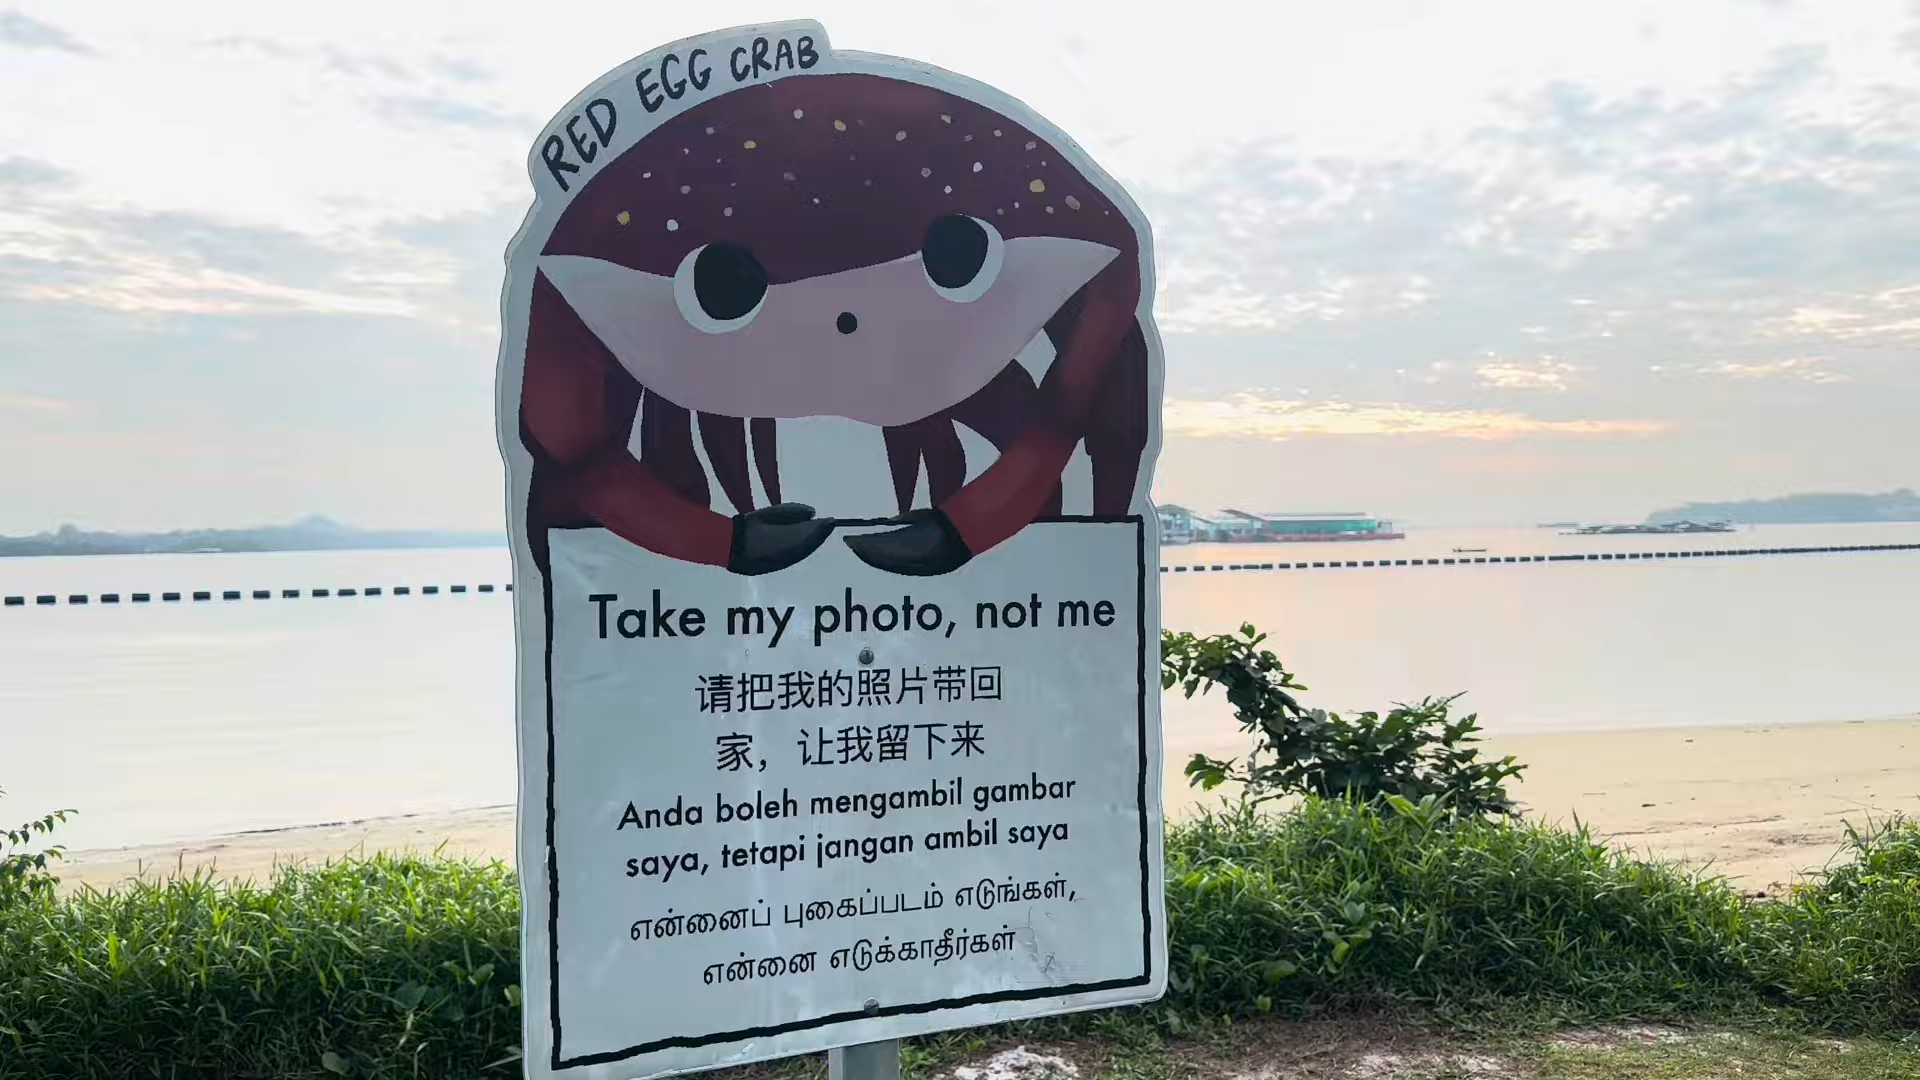 RED EGG CRAB
Take my photo, not me
请把我的照片带回
家，让我留下来
Anda boleh mengambil gambar
saya, tetapi jangan ambil saya
என்னைப் புகைப்படம் எடுங்கள்,
என்னை எடுக்காதீர்கள்